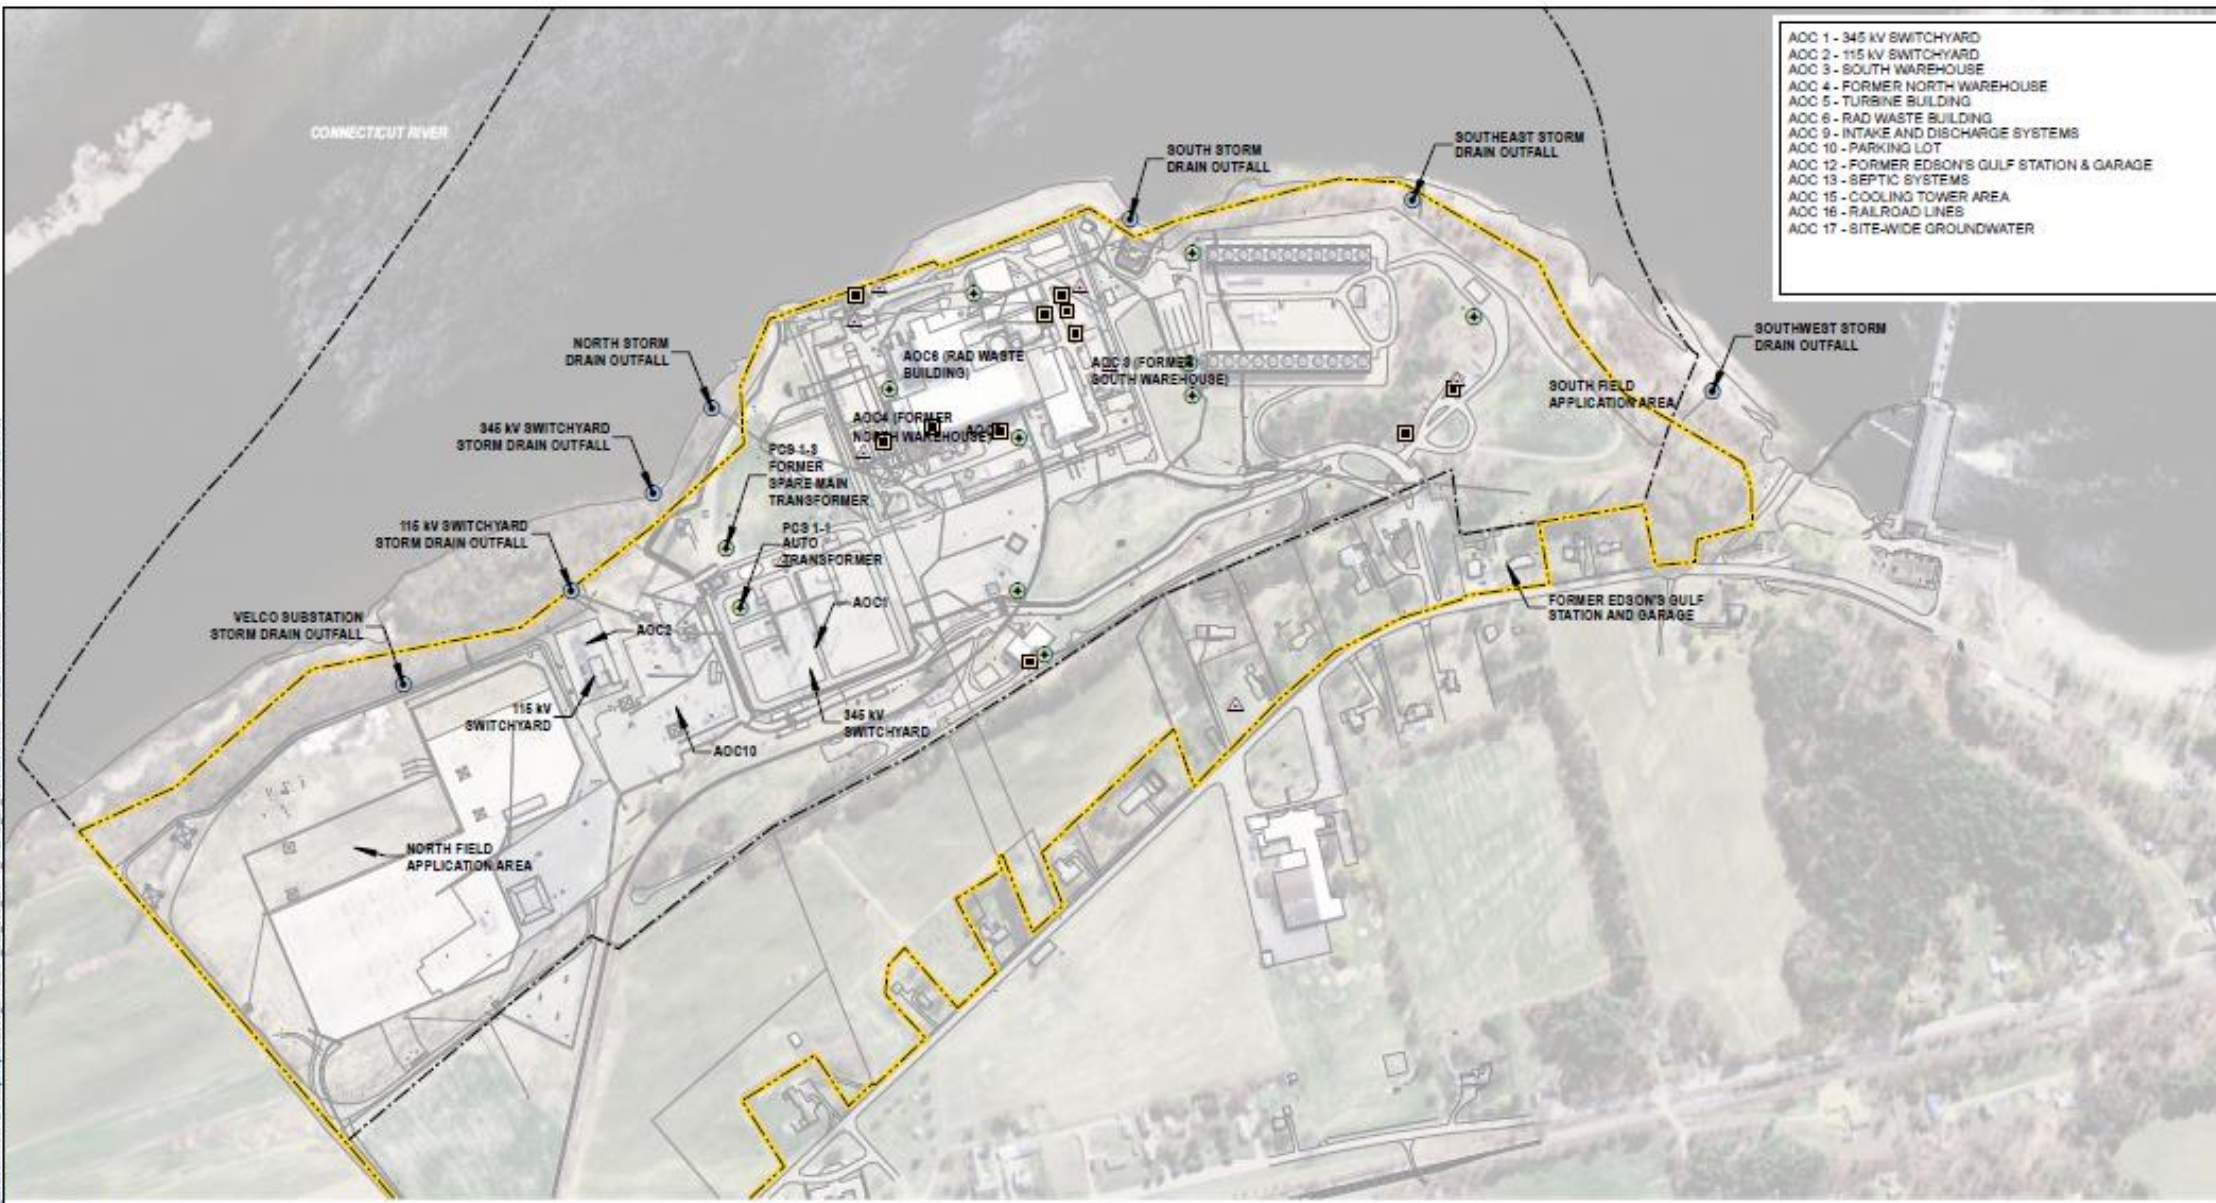 AOC 1 - 345 kV SWITCHYARD
AOC 2 - 115 kV SWITCHYARD
AOC 3 - SOUTH WAREHOUSE
AOC 4 - FORMER NORTH WAREHOUSE
AOC 5 - TURBINE BUILDING
AOC 6 - RAD WASTE BUILDING
AOC 9 - INTAKE AND DISCHARGE SYSTEMS
AOC 10 - PARKING LOT
AOC 12 - FORMER EDSON'S GULF STATION & GARAGE
AOC 13 - SEPTIC SYSTEMS
AOC 15 - COOLING TOWER AREA
AOC 16 - RAILROAD LINES
AOC 17 - SITE-WIDE GROUNDWATER
CONNECTICUT RIVER
SOUTH STORM
DRAIN OUTFALL
SOUTHEAST STORM
DRAIN OUTFALL
SOUTHWEST STORM
DRAIN OUTFALL
NORTH STORM
DRAIN OUTFALL
AOC6 (RAD WASTE
BUILDING)
AOC 3 (FORMER
SOUTH WAREHOUSE)
SOUTH FIELD
APPLICATION AREA
AOC4 (FORMER
NORTH WAREHOUSE)
345 kV SWITCHYARD
STORM DRAIN OUTFALL
PCS 1-3
FORMER
SPARE MAIN
TRANSFORMER
115 kV SWITCHYARD
STORM DRAIN OUTFALL
PCS 1-1
AUTO
TRANSFORMER
AOC1
FORMER EDSON'S GULF
STATION AND GARAGE
VELCO SUBSTATION
STORM DRAIN OUTFALL
AOC2
115 kV
SWITCHYARD
345 kV
SWITCHYARD
AOC10
NORTH FIELD
APPLICATION AREA